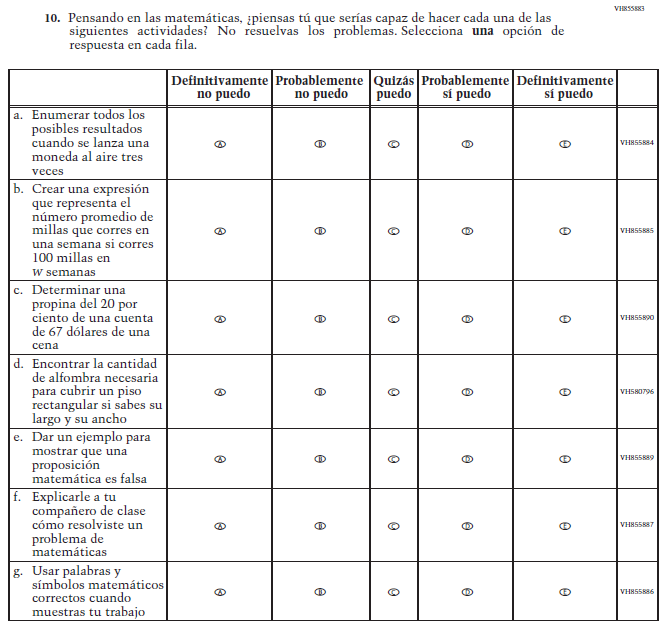 VH855883
10. Pensando en las matemáticas, ¿piensas tú que serías capaz de hacer cada una de las
siguientes actividades? No resuelvas los problemas. Selecciona una opción de
respuesta en cada fila.
Definitivamente no puedo Probablemente no puedo Quizás puedo Probablemente sí puedo Definitivamente sí puedo
a. Enumerar todos los
posibles resultados
cuando se lanza una
moneda al aire tres
veces
A B C D E VH855884
b. Crear una expresión
que representa el
número promedio de
millas que corres en
una semana si corres
100 millas en
W semanas
A B C D E VH855885
c. Determinar una
propina del 20 por
ciento de una cuenta
de 67 dólares de una
cena
A B C D E VH855890
d. Encontrar la cantidad
de alfombra necesaria
para cubrir un piso
rectangular si sabes su
largo y su ancho
A B C D E VH580796
e. Dar un ejemplo para
mostrar que una
proposición
matemática es falsa
A B C D E VH855889
f. Explicarle a tu
compañero de clase
cómo resolviste un
problema de
matemáticas
A B C D E VH855887
g. Usar palabras y
símbolos matemáticos
correctos cuando
muestras tu trabajo
A B C D E VH855886